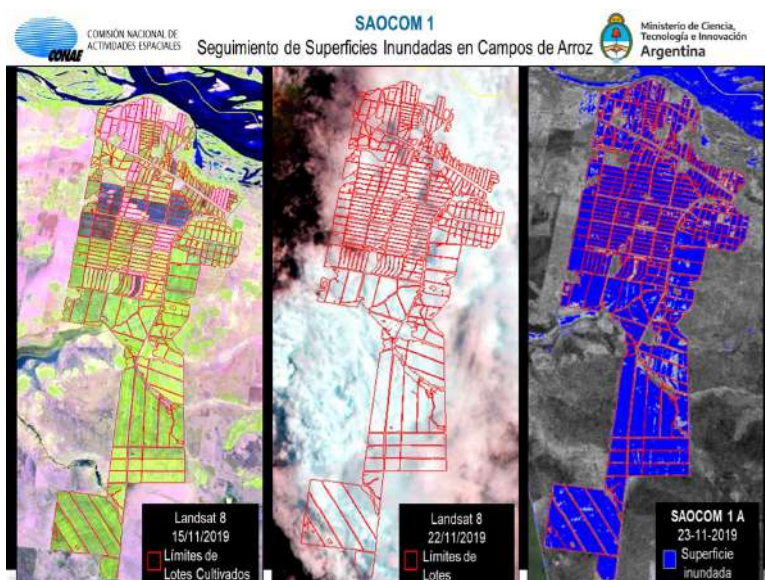 CONAE
COMISIÓN NACIONAL DE
ACTIVIDADES ESPACIALES
SAOCOM 1
Seguimiento de Superficies Inundadas en Campos de Arroz
Ministerio de Ciencia,
Tecnología e Innovación
Argentina
Landsat 8
15/11/2019
Límites de
Lotes Cultivados
Landsat 8
22/11/2019
Límites de
Lotes
SAOCOM 1 A
23-11-2019
Superficie
inundada